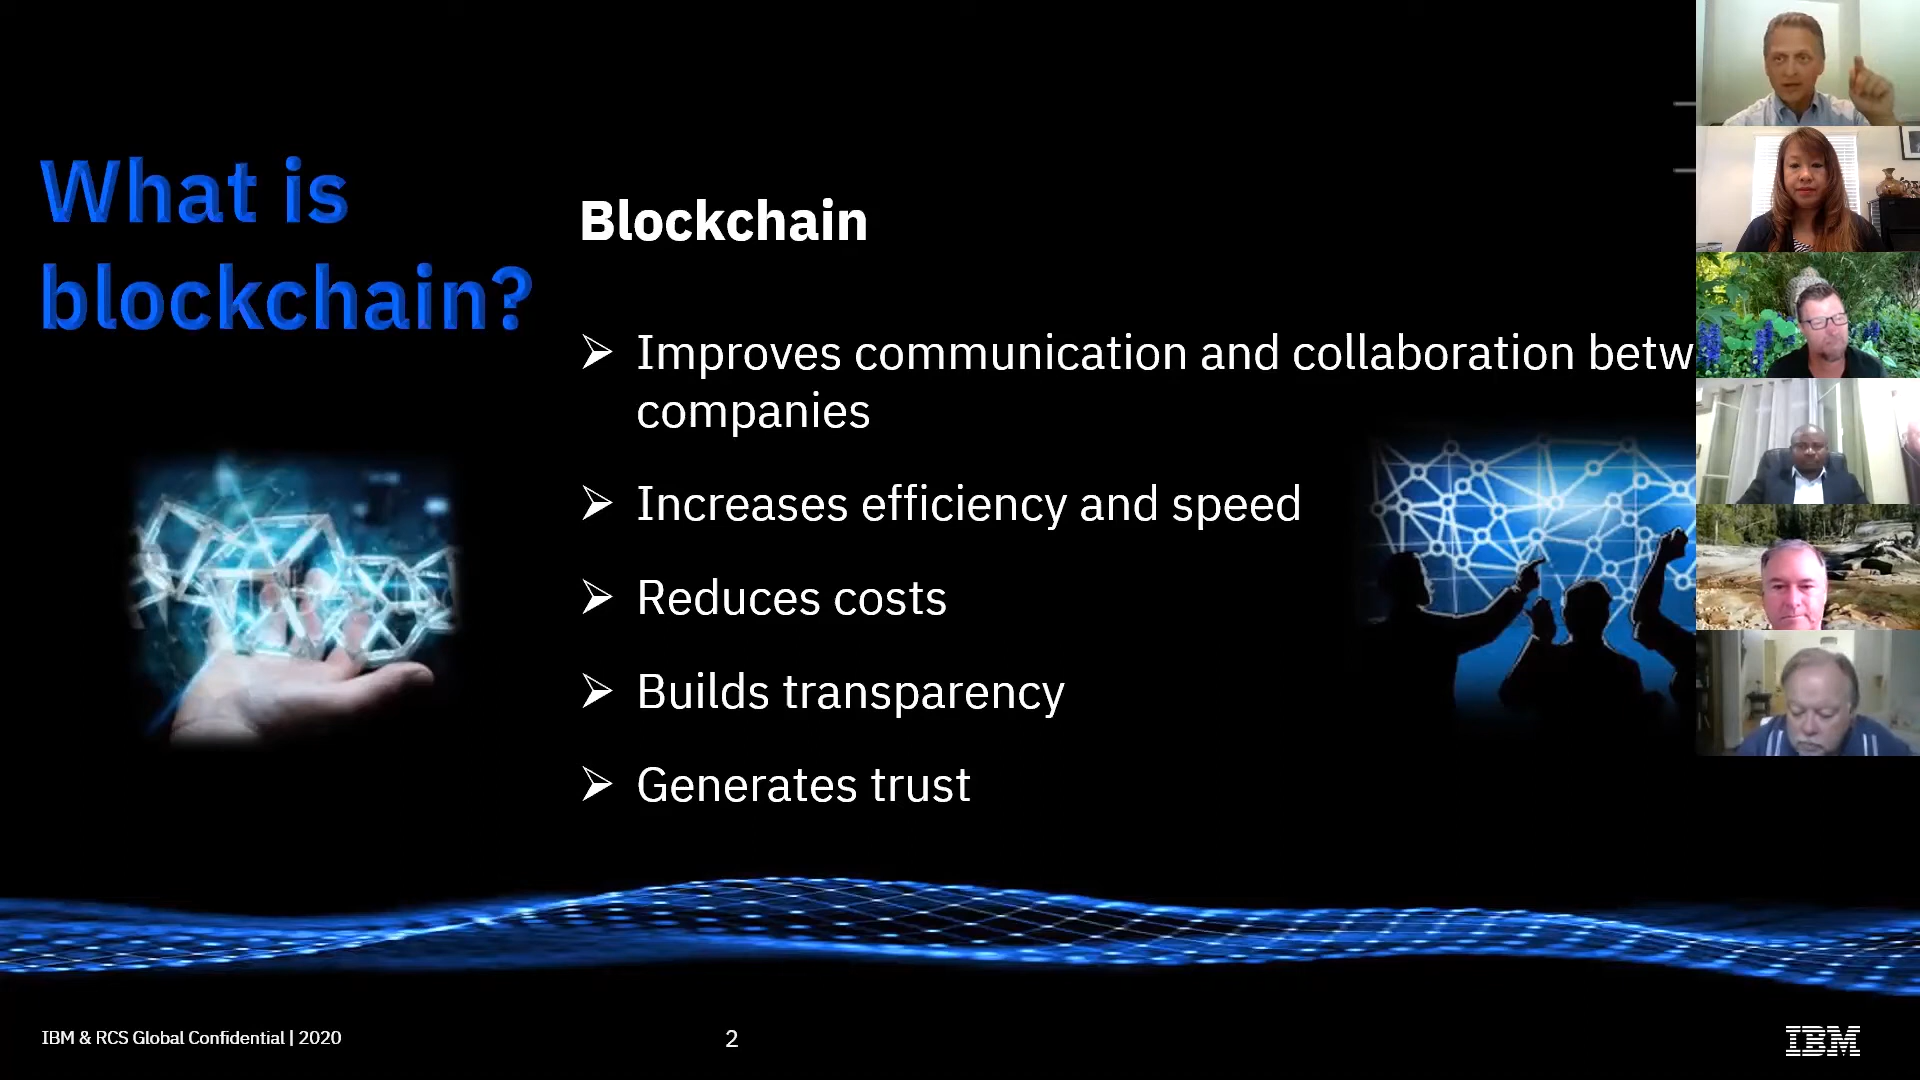 What is
blockchain?
Blockchain
➢ Improves communication and collaboration betw
companies
➢ Increases efficiency and speed
➢ Reduces costs
➢ Builds transparency
➢ Generates trust
IBM & RCS Global Confidential | 2020
2
IBM